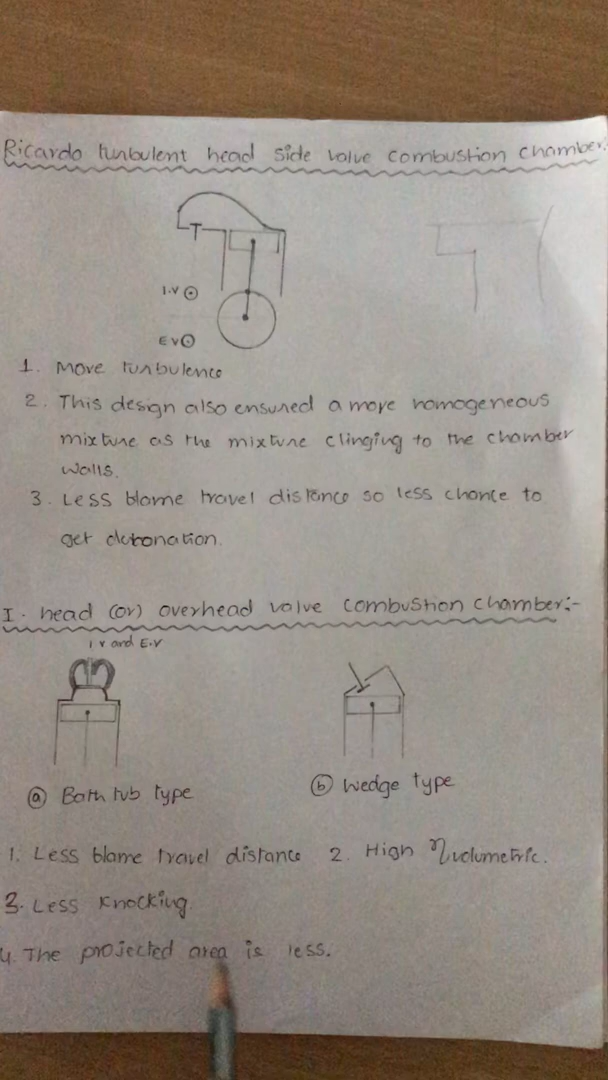 Ricardo turbulent head side valve combustion chamber:
I.V
E V
1. More turbulence
2. This design also ensured a more homogeneous
mixture as the mixture clinging to the chamber
walls.
3. Less blame travel distance so less chance to
get detonation.
I - head (or) overhead valve combustion chamber:-
I V and E.V
(a) Bath tub type
(b) Wedge type
1. Less blame travel distance 2. High η volumetric.
3. Less Knocking
4. The projected area is less.